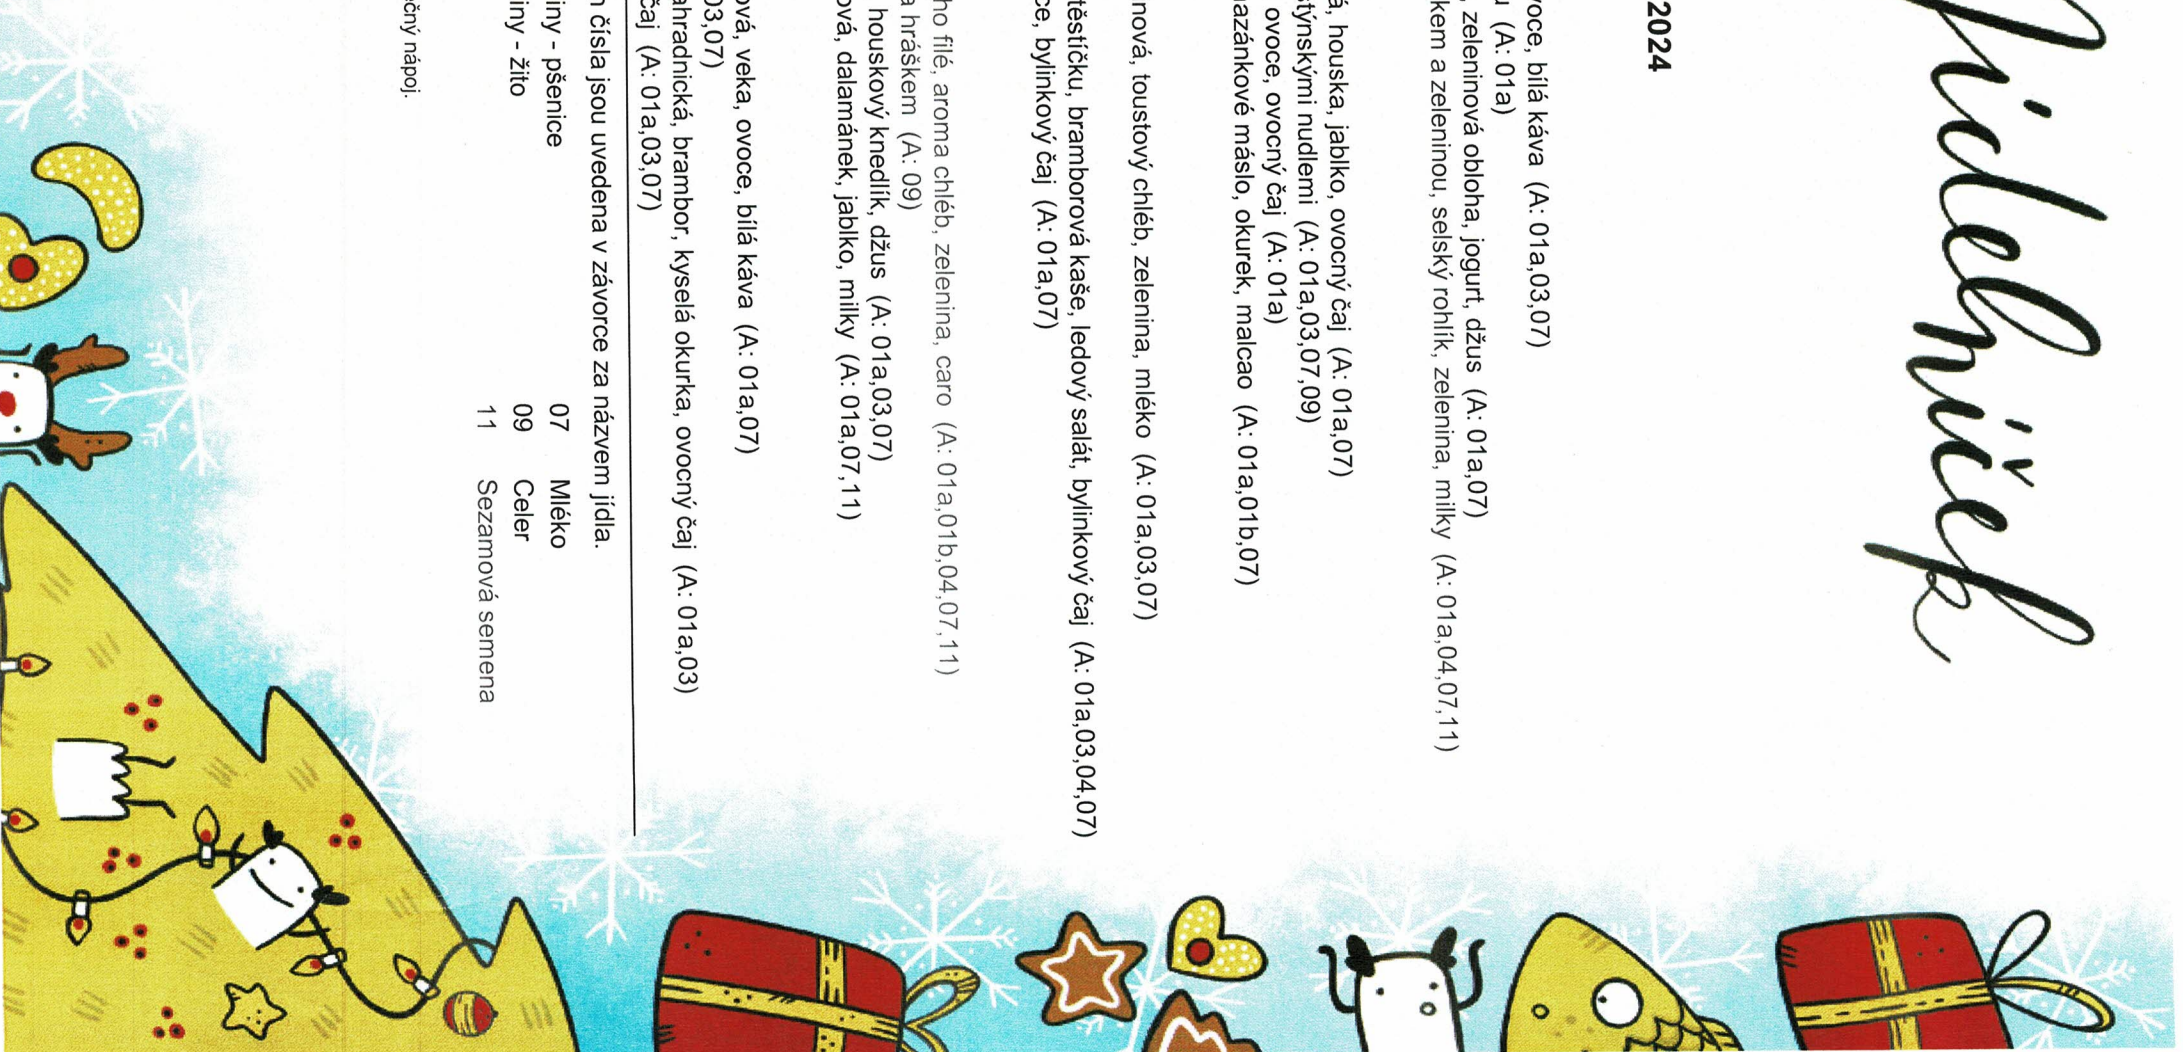 Jídelníček
2024
voce, bílá káva (A: 01a,03,07)
u (A: 01a)
, zeleninová obloha, jogurt, džus (A: 01a,07)
kem a zeleninou, selský rohlík, zelenina, milky (A: 01a,04,07,11)
á, houska, jablko, ovocný čaj (A: 01a,07)
týnskými nudlemi (A: 01a,03,07,09)
ovoce, ovocný čaj (A: 01a)
azánkové máslo, okurek, malcao (A: 01a,01b,07)
nová, toustový chléb, zelenina, mléko (A: 01a,03,07)
těstíčku, bramborová kaše, ledový salát, bylinkový čaj (A: 01a,03,04,07)
ce, bylinkový čaj (A: 01a,07)
ho filé, aroma chléb, zelenina, caro (A: 01a,01b,04,07,11)
a hráškem (A: 09)
houskový knedlík, džus (A: 01a,03,07)
ová, dalamánek, jablko, milky (A: 01a,07,11)
ová, veka, ovoce, bílá káva (A: 01a,07)
03,07)
ahradnická, brambor, kyselá okurka, ovocný čaj (A: 01a,03)
čaj (A: 01a,03,07)
n čísla jsou uvedena v závorce za názvem jídla.
iny - pšenice 07 Mléko
iny - žito 09 Celer
11 Sezamová semena
ečný nápoj.